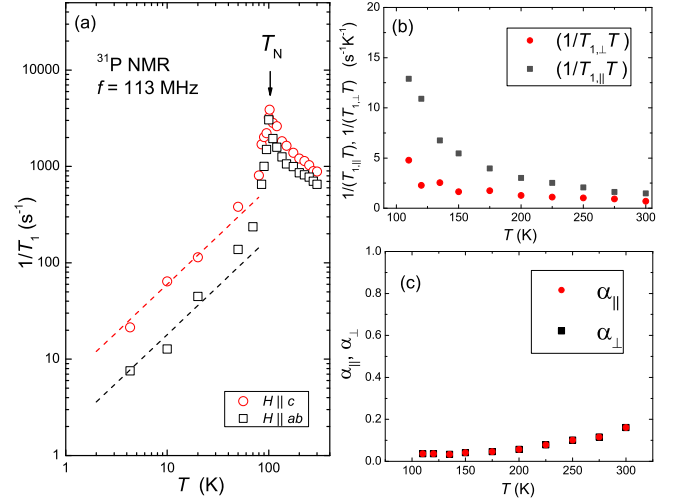 (a)
T_N
³¹P NMR
f = 113 MHz
10000
1000
100
10
1
1/T₁ (s⁻¹)
1 10 100
T (K)
H || c
H || ab
(b)
(1/T₁,⊥T)
(1/T₁,||T)
1/(T₁,||T), 1/(T₁,⊥T) (s⁻¹K⁻¹)
20
15
10
5
0
100 150 200 250 300
T (K)
(c)
α||
α⊥
α||, α⊥
1.0
0.8
0.6
0.4
0.2
0.0
100 150 200 250 300
T (K)